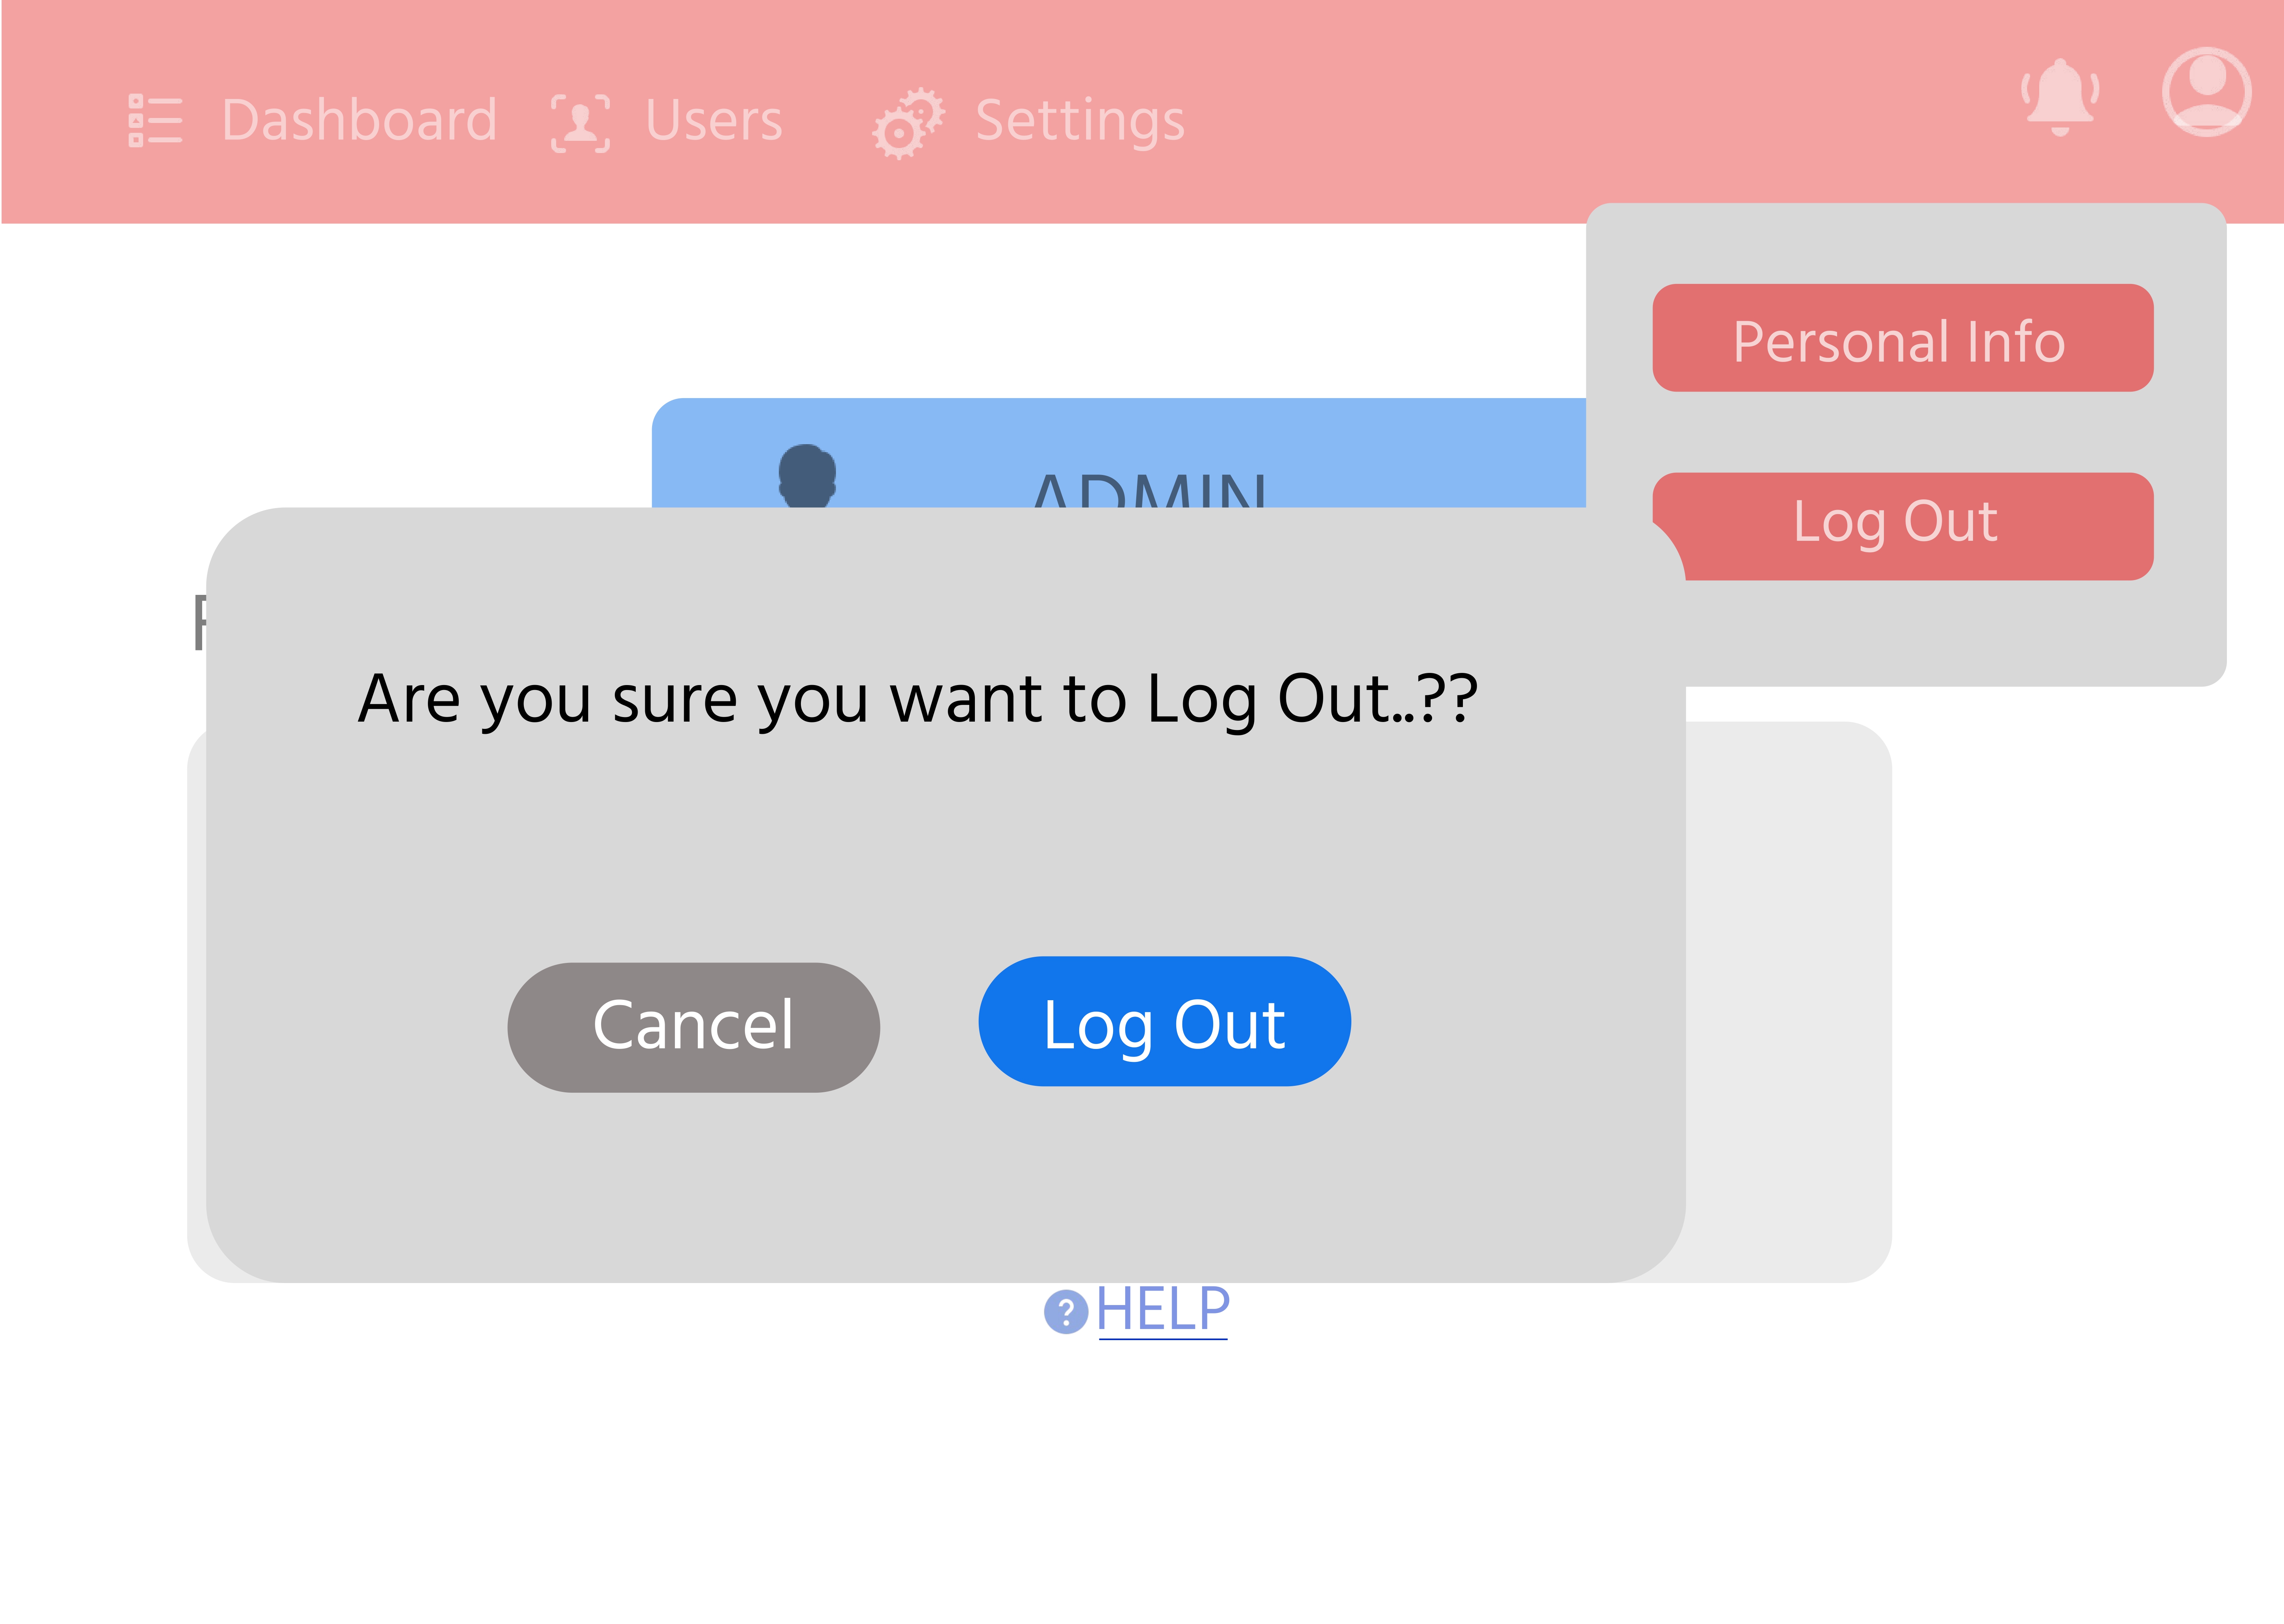 Dashboard Users Settings
Personal Info
ADMIN
Log Out
Are you sure you want to Log Out..??
Cancel Log Out
HELP